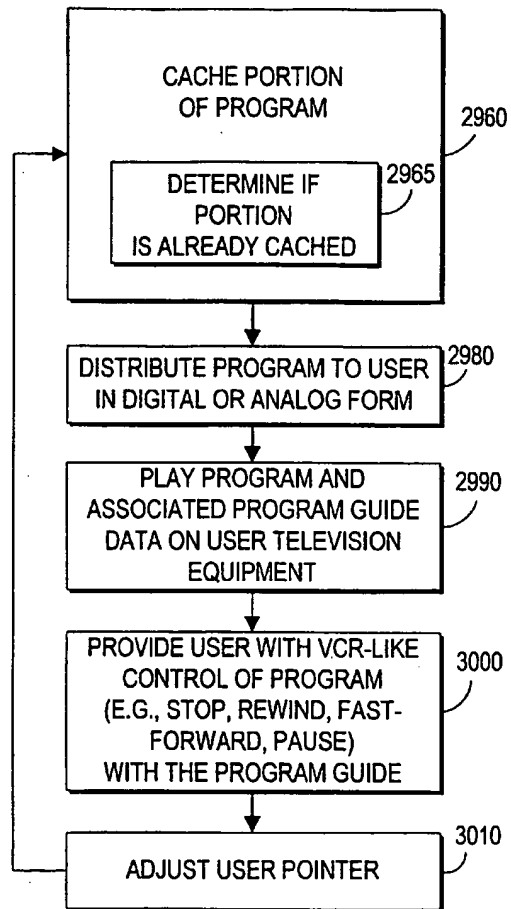 CACHE PORTION
OF PROGRAM
2960
2965
DETERMINE IF
PORTION
IS ALREADY CACHED
DISTRIBUTE PROGRAM TO USER
IN DIGITAL OR ANALOG FORM
2980
PLAY PROGRAM AND
ASSOCIATED PROGRAM GUIDE
DATA ON USER TELEVISION
EQUIPMENT
2990
PROVIDE USER WITH VCR-LIKE
CONTROL OF PROGRAM
(E.G., STOP, REWIND, FAST-
FORWARD, PAUSE)
WITH THE PROGRAM GUIDE
3000
ADJUST USER POINTER
3010